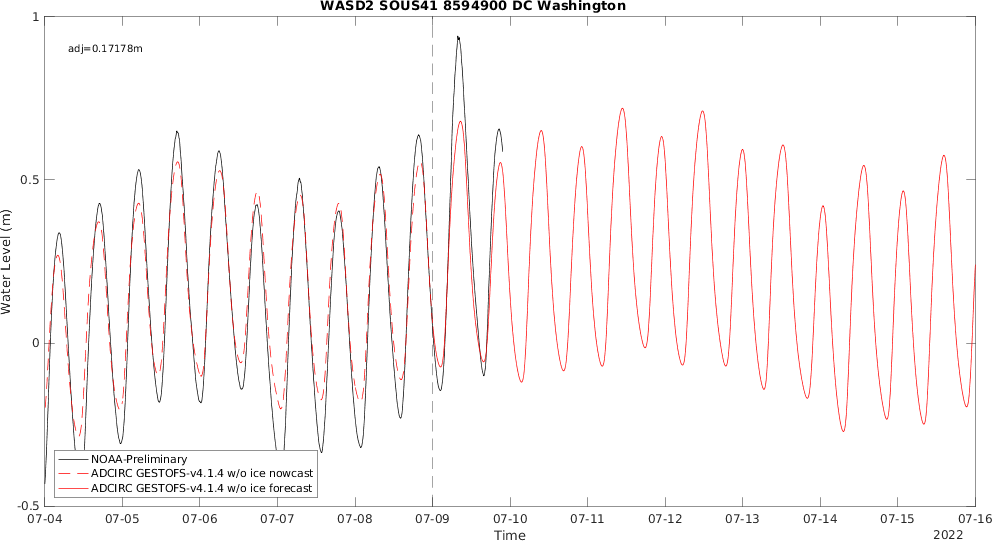 WASD2 SOUS41 8594900 DC Washington
adj=0.17178m
Water Level (m)
1
0.5
0
-0.5
NOAA-Preliminary
ADCIRC GESTOFS-v4.1.4 w/o ice nowcast
ADCIRC GESTOFS-v4.1.4 w/o ice forecast
07-04 07-05 07-06 07-07 07-08 07-09 07-10 07-11 07-12 07-13 07-14 07-15 07-16
Time
2022